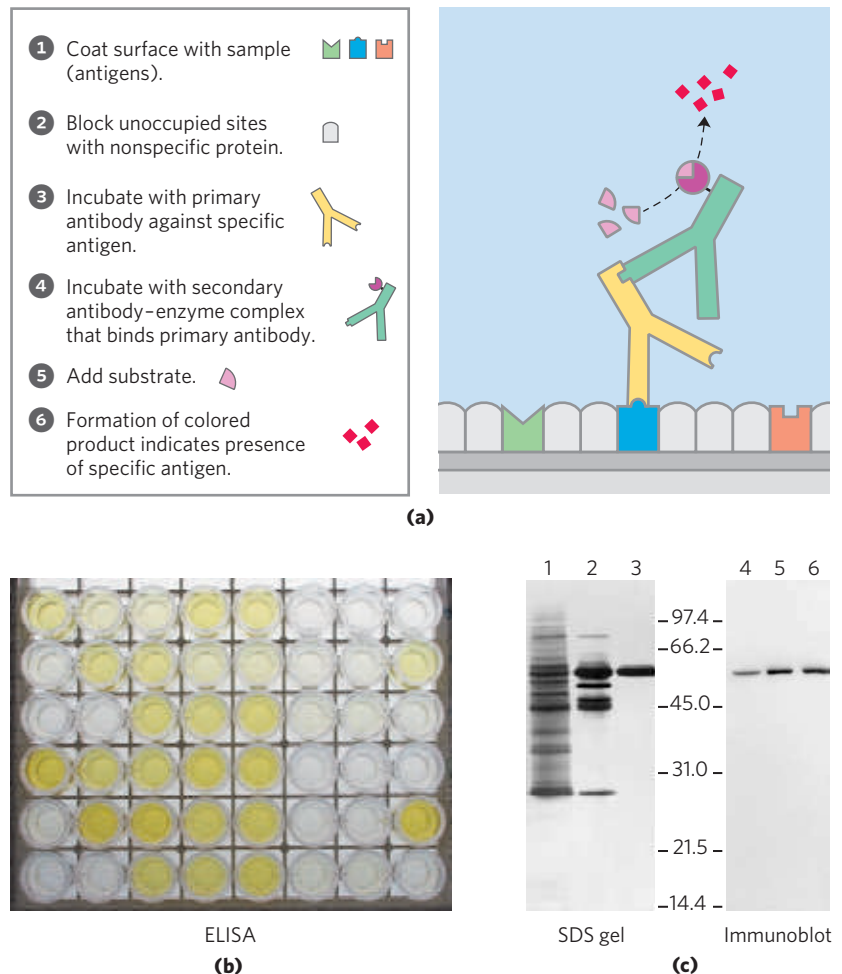 1 Coat surface with sample
(antigens).
2 Block unoccupied sites
with nonspecific protein.
3 Incubate with primary
antibody against specific
antigen.
4 Incubate with secondary
antibody–enzyme complex
that binds primary antibody.
5 Add substrate.
6 Formation of colored
product indicates presence
of specific antigen.
(a)
ELISA
(b)
1 2 3
4 5 6
97.4
66.2
45.0
31.0
21.5
14.4
SDS gel
Immunoblot
(c)